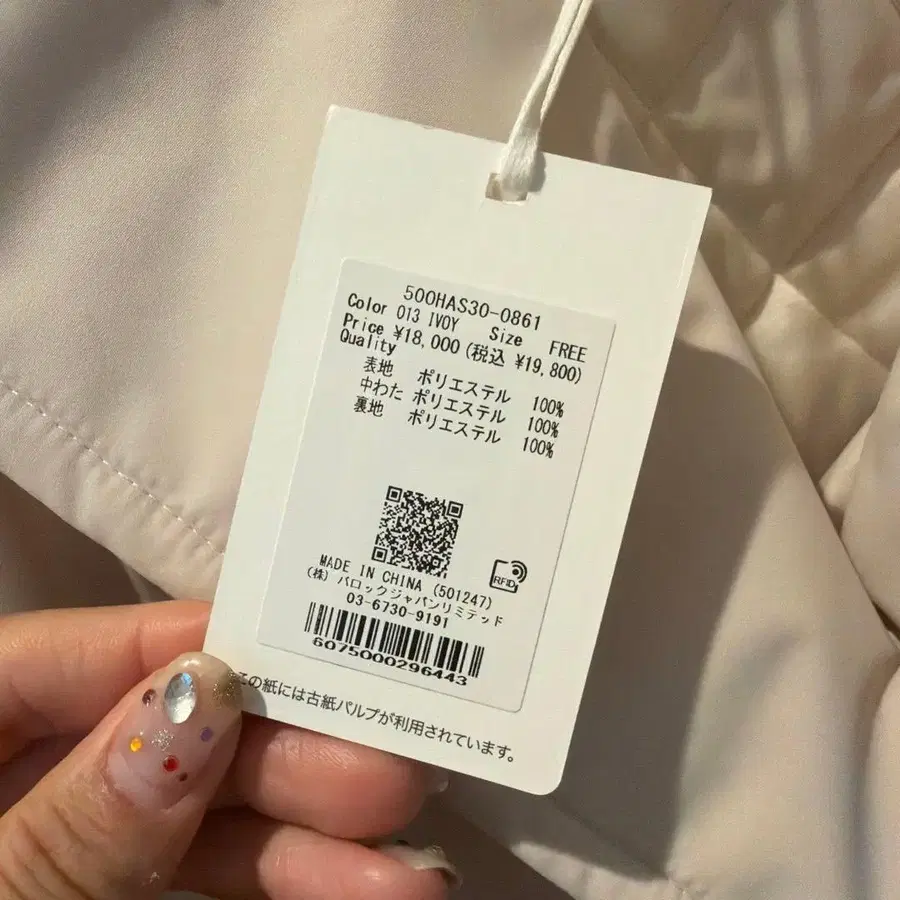 500HAS30-0861
Color 013 IVOY Size FREE
Price ¥18,000(税込 ¥19,800)
Quality
表地 ポリエステル 100%
中わた ポリエステル 100%
裏地 ポリエステル 100%
RFID
MADE IN CHINA (501247)
(株) バロックジャパンリミテッド
03-6730-9191
6075000296443
この紙には古紙パルプが利用されています。